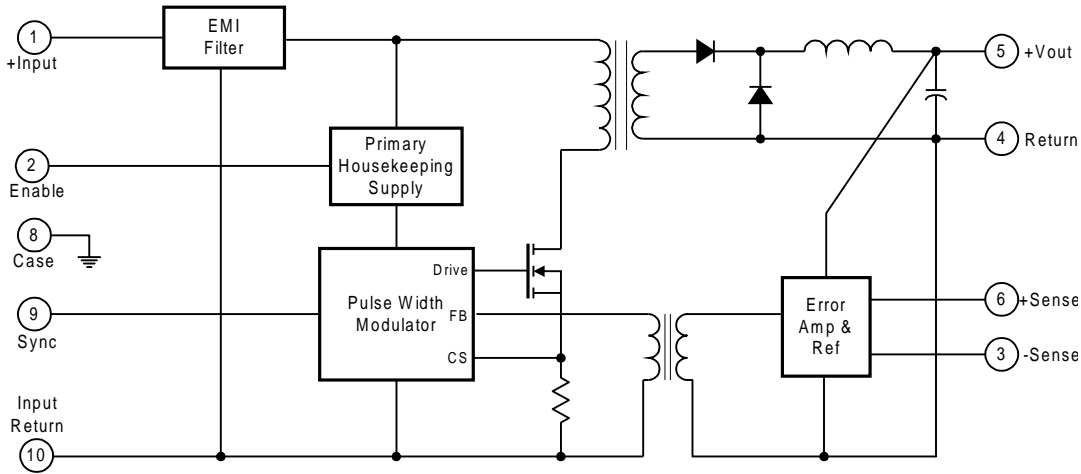 1
+Input
EMI
Filter
5
+Vout
4
Return
2
Enable
Primary
Housekeeping
Supply
8
Case
Drive
Pulse Width
Modulator
FB
CS
9
Sync
Error
Amp &
Ref
6
+Sense
3
-Sense
Input
Return
10